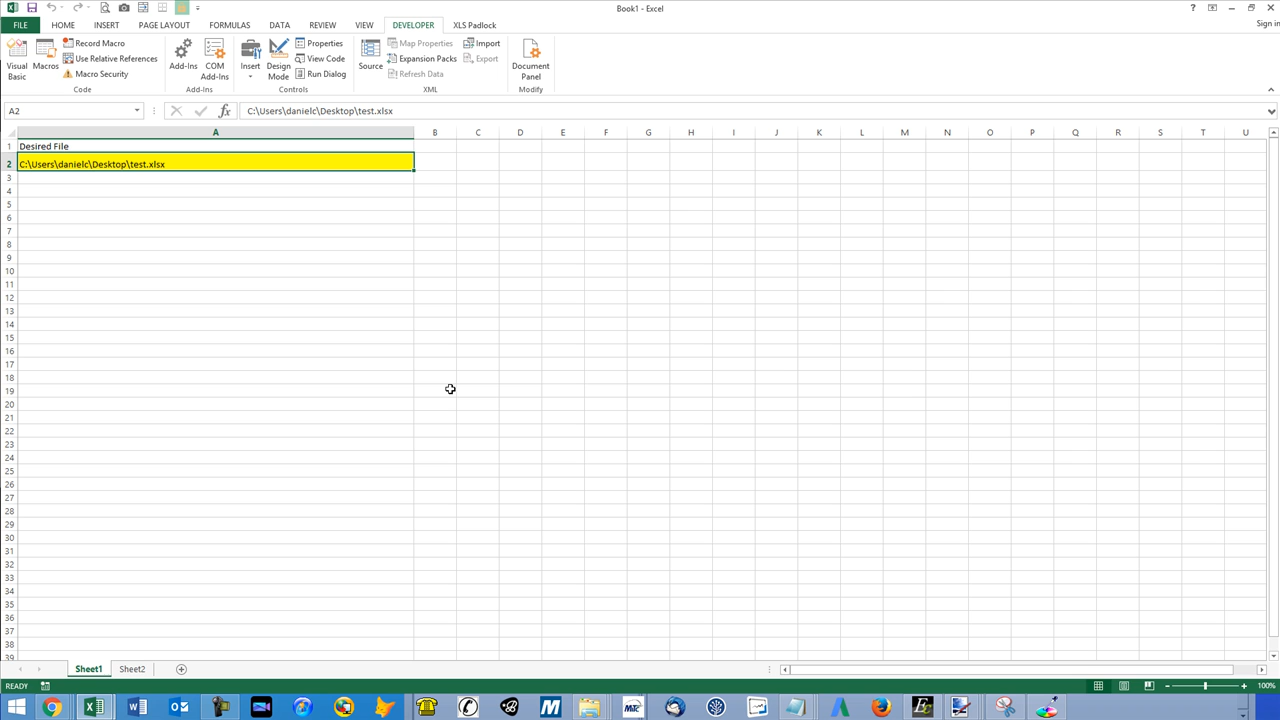 Book1 - Excel
FILE HOME INSERT PAGE LAYOUT FORMULAS DATA REVIEW VIEW DEVELOPER XLS Padlock Sign in
Visual Basic
Macros
Record Macro
Use Relative References
Macro Security
Code
Add-Ins
COM Add-Ins
Add-Ins
Insert
Design Mode
Properties
View Code
Run Dialog
Controls
Source
Map Properties
Expansion Packs
Refresh Data
Import
Export
XML
Document Panel
Modify
A2 fx C:\Users\danielc\Desktop\test.xlsx
A B C D E F G H I J K L M N O P Q R S T U
1 Desired File
2 C:\Users\danielc\Desktop\test.xlsx
3
4
5
6
7
8
9
10
11
12
13
14
15
16
17
18
19
20
21
22
23
24
25
26
27
28
29
30
31
32
33
34
35
36
37
38
39
Sheet1 Sheet2
READY 100%